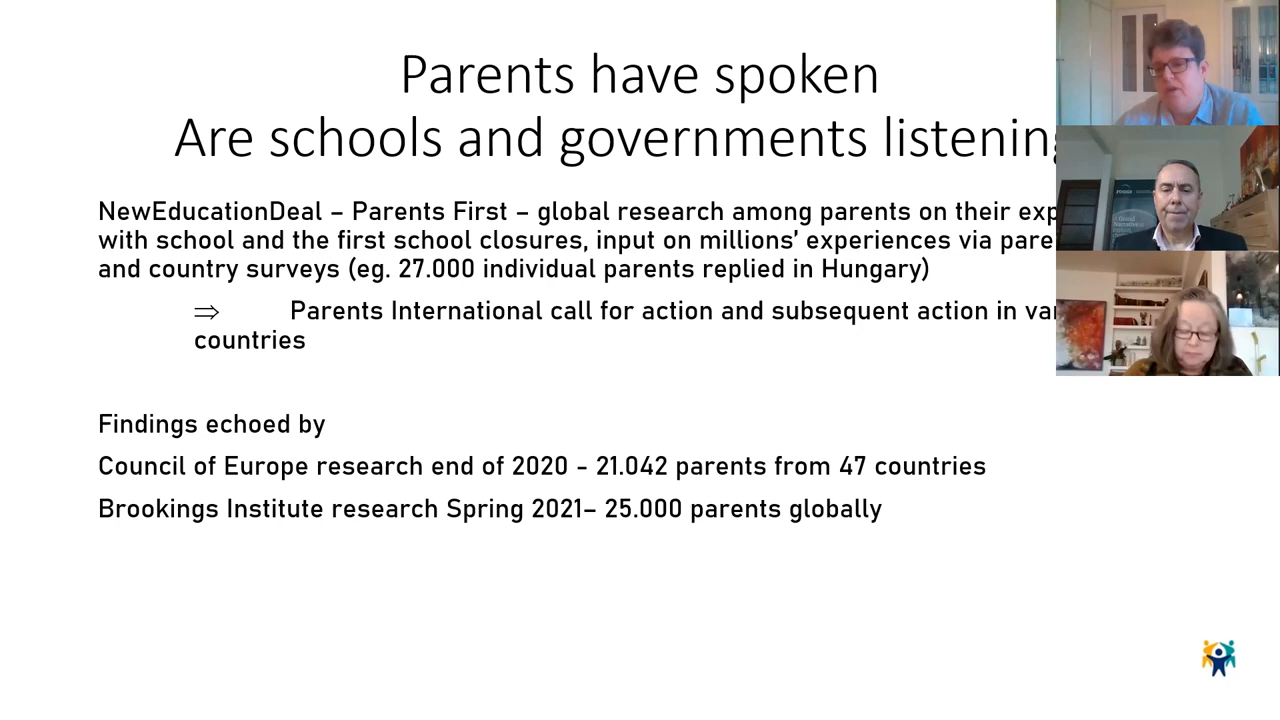 Parents have spoken
Are schools and governments listening
NewEducationDeal – Parents First – global research among parents on their
with school and the first school closures, input on millions’ experiences via
and country surveys (eg. 27.000 individual parents replied in Hungary)
⇒ Parents International call for action and subsequent action in
countries
Findings echoed by
Council of Europe research end of 2020 - 21.042 parents from 47 countries
Brookings Institute research Spring 2021– 25.000 parents globally